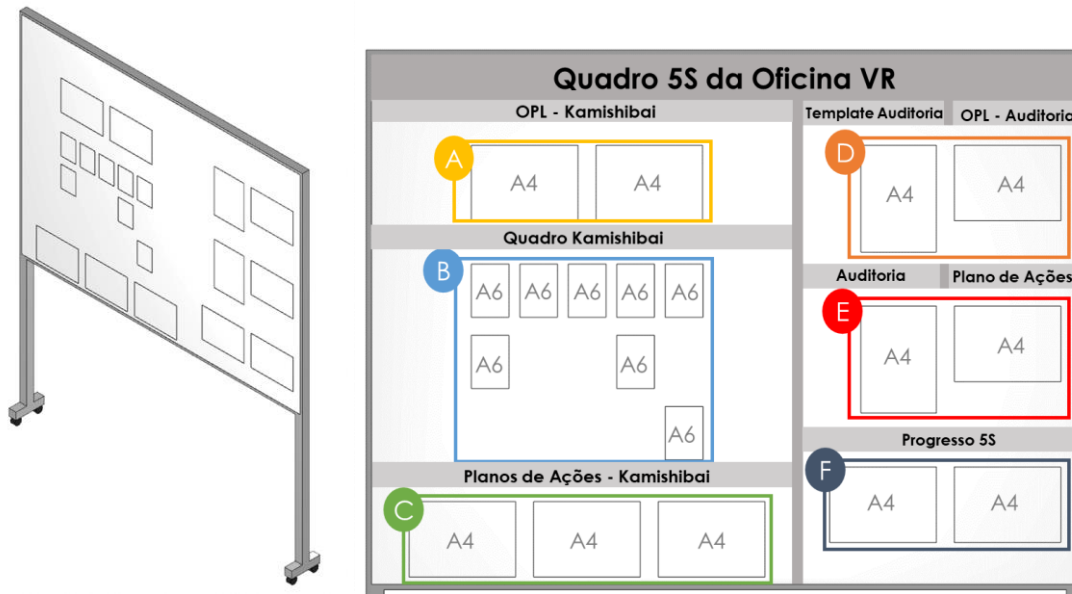 Quadro 5S da Oficina VR
OPL - Kamishibai
A
A4 A4
Quadro Kamishibai
B
A6 A6 A6 A6 A6
A6 A6
A6
Planos de Ações - Kamishibai
C
A4 A4 A4
Template Auditoria OPL - Auditoria
D
A4 A4
Auditoria Plano de Ações
E
A4 A4
Progresso 5S
F
A4 A4